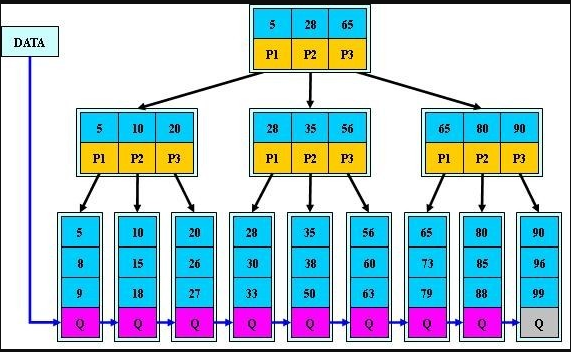 5 28 65
DATA
P1 P2 P3
5 10 20
28 35 56
65 80 90
P1 P2 P3
P1 P2 P3
P1 P2 P3
5 10 20 28 35 56 65 80 90
8 15 26 30 38 60 73 85 96
9 18 27 33 50 63 79 88 99
Q Q Q Q Q Q Q Q Q